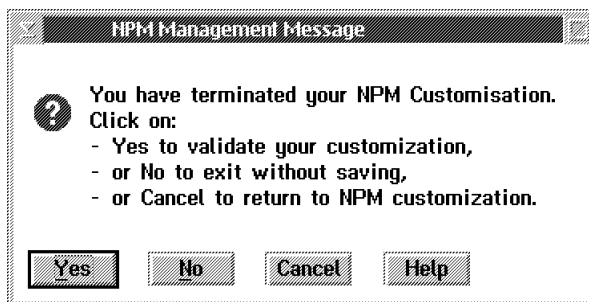 NPM Management Message
You have terminated your NPM Customisation.
Click on:
- Yes to validate your customization,
- or No to exit without saving,
- or Cancel to return to NPM customization.
Yes No Cancel Help